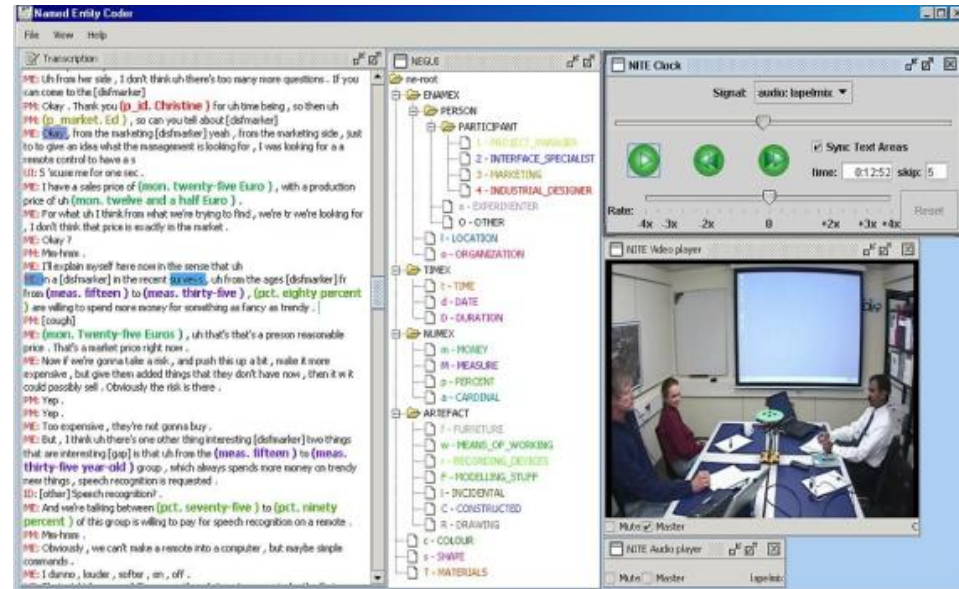 Named Entity Coder
File View Help
Transcription
ME: Uh from her side , I don't think uh there's too many more questions . If you
can come to the [disfmarker]
PM: Okay . Thank you (p_id. Christine ) for uh time being , so then uh
PM: (p_market. Ed ) , so can you tell about [disfmarker]
ME: Okay , from the marketing [disfmarker] yeah , from the marketing side , just
to to give an idea what the management is looking for , I was looking for a a
remote control to have a s
UI: S 'scuse me for one sec .
ME: I have a sales price of (mon. twenty-five Euro ) , with a production
price of uh (mon. twelve and a half Euro ) .
ME: For what uh I think from what we're trying to find , we're tr we're looking for
, I don't think that price is exactly in the market .
ME: Okay ?
PM: Mm-hmm .
ME: I'll explain myself here now in the sense that uh
ME: in a [disfmarker] in the recent surveys , uh from the ages [disfmarker] fr
from (meas. fifteen ) to (meas. thirty-five ) , (pct. eighty percent
) are willing to spend more money for something as fancy as trendy .
PM: [cough]
ME: (mon. Twenty-five Euros ) , uh that's that's a preson reasonable
price . That's a market price right now .
ME: Now if we're gonna take a risk , and push this up a bit , make it more
expensive , but give them added things that they don't have now , then it w it
could possibly sell . Obviously the risk is there .
PM: Yep .
PM: Yep .
ME: Too expensive , they're not gonna buy .
ME: But , I think uh there's one other thing interesting [disfmarker] two things
that are interesting [gap] is that uh from the (meas. fifteen ) to (meas.
thirty-five year-old ) group , which always spends more money on trendy
new things , speech recognition is requested .
ID: [other] Speech recognition? .
ME: And we're talking between (pct. seventy-five ) to (pct. ninety
percent ) of this group is willing to pay for speech recognition on a remote .
PM: Mm-hmm .
ME: Obviously , we can't make a remote into a computer , but maybe simple
commands .
ME: I dunno , louder , softer , on , off .
NEGUI
ne-root
ENAMEX
PERSON
PARTICIPANT
1 - PROJECT_MANAGER
2 - INTERFACE_SPECIALIST
3 - MARKETING
4 - INDUSTRIAL_DESIGNER
e - EXPERIMENTER
O - OTHER
l - LOCATION
o - ORGANIZATION
TIMEX
t - TIME
d - DATE
D - DURATION
NUMEX
m - MONEY
M - MEASURE
p - PERCENT
a - CARDINAL
ARTEFACT
f - FURNITURE
w - MEANS_OF_WORKING
r - RECORDING_DEVICES
F - MODELLING_STUFF
I - INCIDENTAL
C - CONSTRUCTED
R - DRAWING
c - COLOUR
s - SHAPE
T - MATERIALS
NITE Clock
Signal: audio: lapelmix
Sync Text Areas
time: 0:12:52 skip: 5
Rate:
-4x -3x -2x 0 +2x +3x +4x
Reset
NITE Video player
Mute Master C
NITE Audio player
Mute Master lapelmix